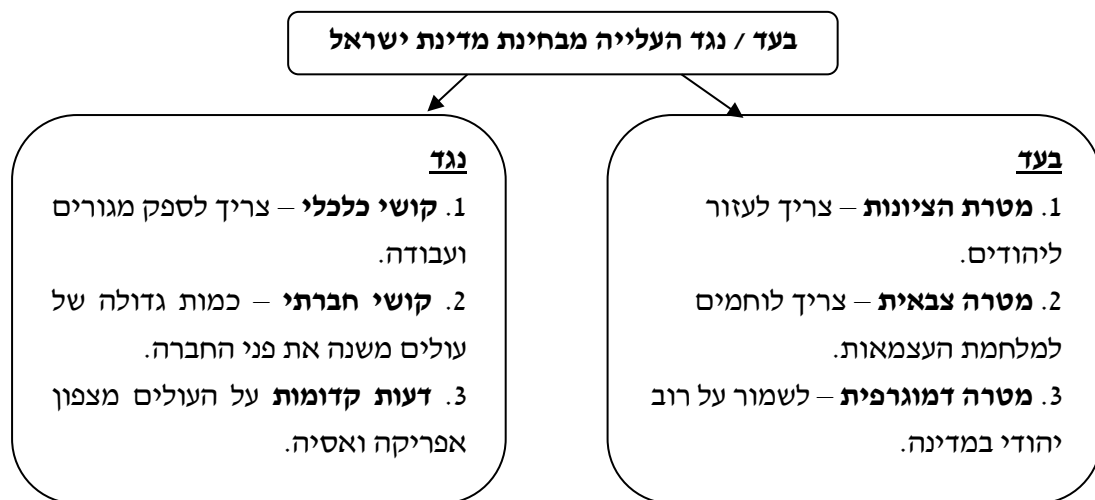 בעד / נגד העלייה מבחינת מדינת ישראל
בעד
1. מטרת הציונות – צריך לעזור
ליהודים.
2. מטרה צבאית – צריך לוחמים
למלחמת העצמאות.
3. מטרה דמוגרפית – לשמור על רוב
יהודי במדינה.
נגד
1. קושי כלכלי – צריך לספק מגורים
ועבודה.
2. קושי חברתי – כמות גדולה של
עולים משנה את פני החברה.
3. דעות קדומות על העולים מצפון
אפריקה ואסיה.